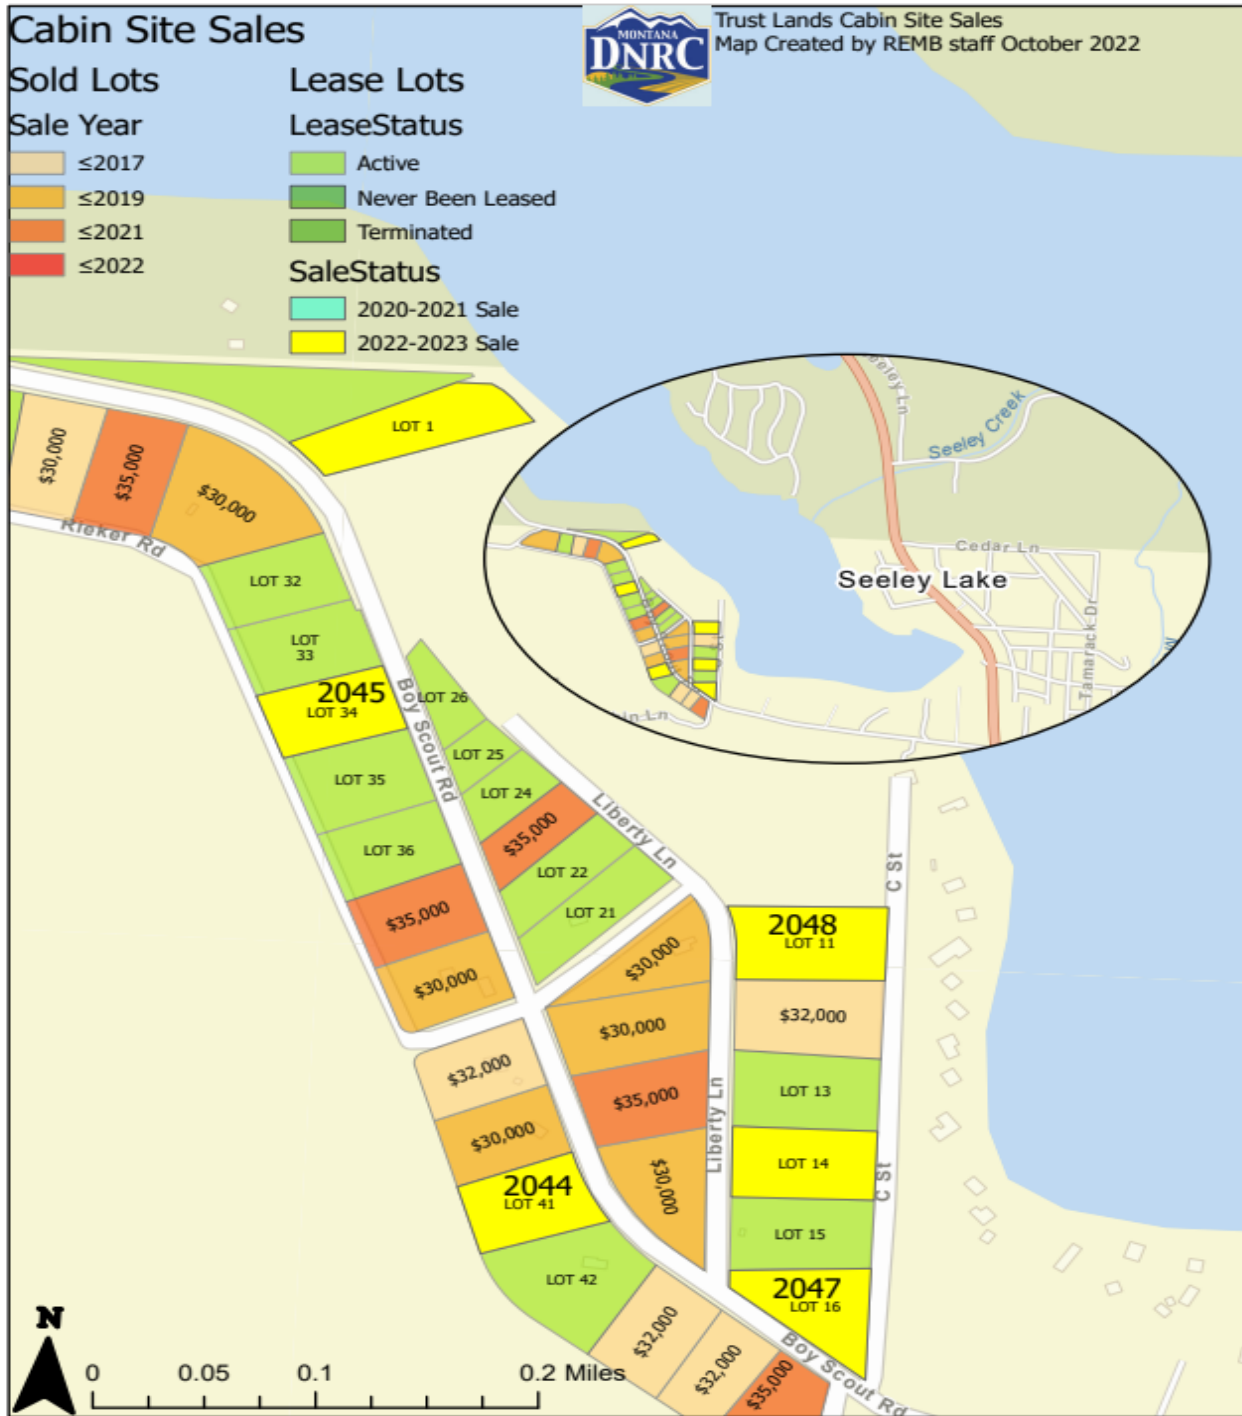 Cabin Site Sales
MONTANA
DNRC
Trust Lands Cabin Site Sales
Map Created by REMB staff October 2022
Sold Lots
Sale Year
≤2017
≤2019
≤2021
≤2022
Lease Lots
LeaseStatus
Active
Never Been Leased
Terminated
SaleStatus
2020-2021 Sale
2022-2023 Sale
LOT 1
$30,000
$35,000
$30,000
Rieker Rd
LOT 32
LOT
33
2045
LOT 34
LOT 35
LOT 36
$35,000
$30,000
Boy Scout Rd
LOT 26
LOT 25
LOT 24
$35,000
LOT 22
LOT 21
Liberty Ln
eeley Ln
Seeley Creek
Cedar Ln
Seeley Lake
Tamarack Dr
in Ln
C St
2048
LOT 11
$30,000
$32,000
$30,000
$32,000
$35,000
LOT 13
Liberty Ln
$30,000
$30,000
LOT 14
C St
2044
LOT 41
LOT 15
LOT 42
2047
LOT 16
$32,000
$32,000
$35,000
Boy Scout Rd
N
0 0.05 0.1 0.2 Miles